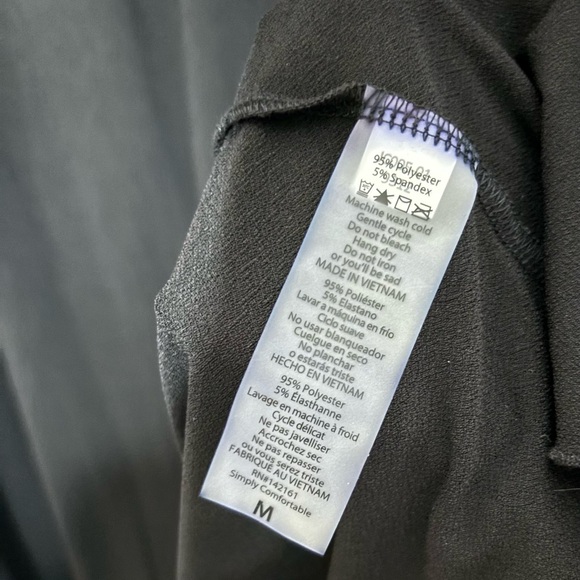 95% Polyester
5% Spandex
Machine wash cold
Gentle cycle
Do not bleach
Hang dry
Do not iron
or you'll be sad
MADE IN VIETNAM
95% Poliéster
5% Elastano
Lavar a máquina en frío
Ciclo suave
No usar blanqueador
Cuelgue en seco
No planchar
o estarás triste
HECHO EN VIETNAM
95% Polyester
5% Élasthanne
Lavage en machine à froid
Cycle délicat
Ne pas javelliser
Accrochez sec
Ne pas repasser
ou vous serez triste
FABRIQUÉ AU VIETNAM
RN#142161
Simply Comfortable
M